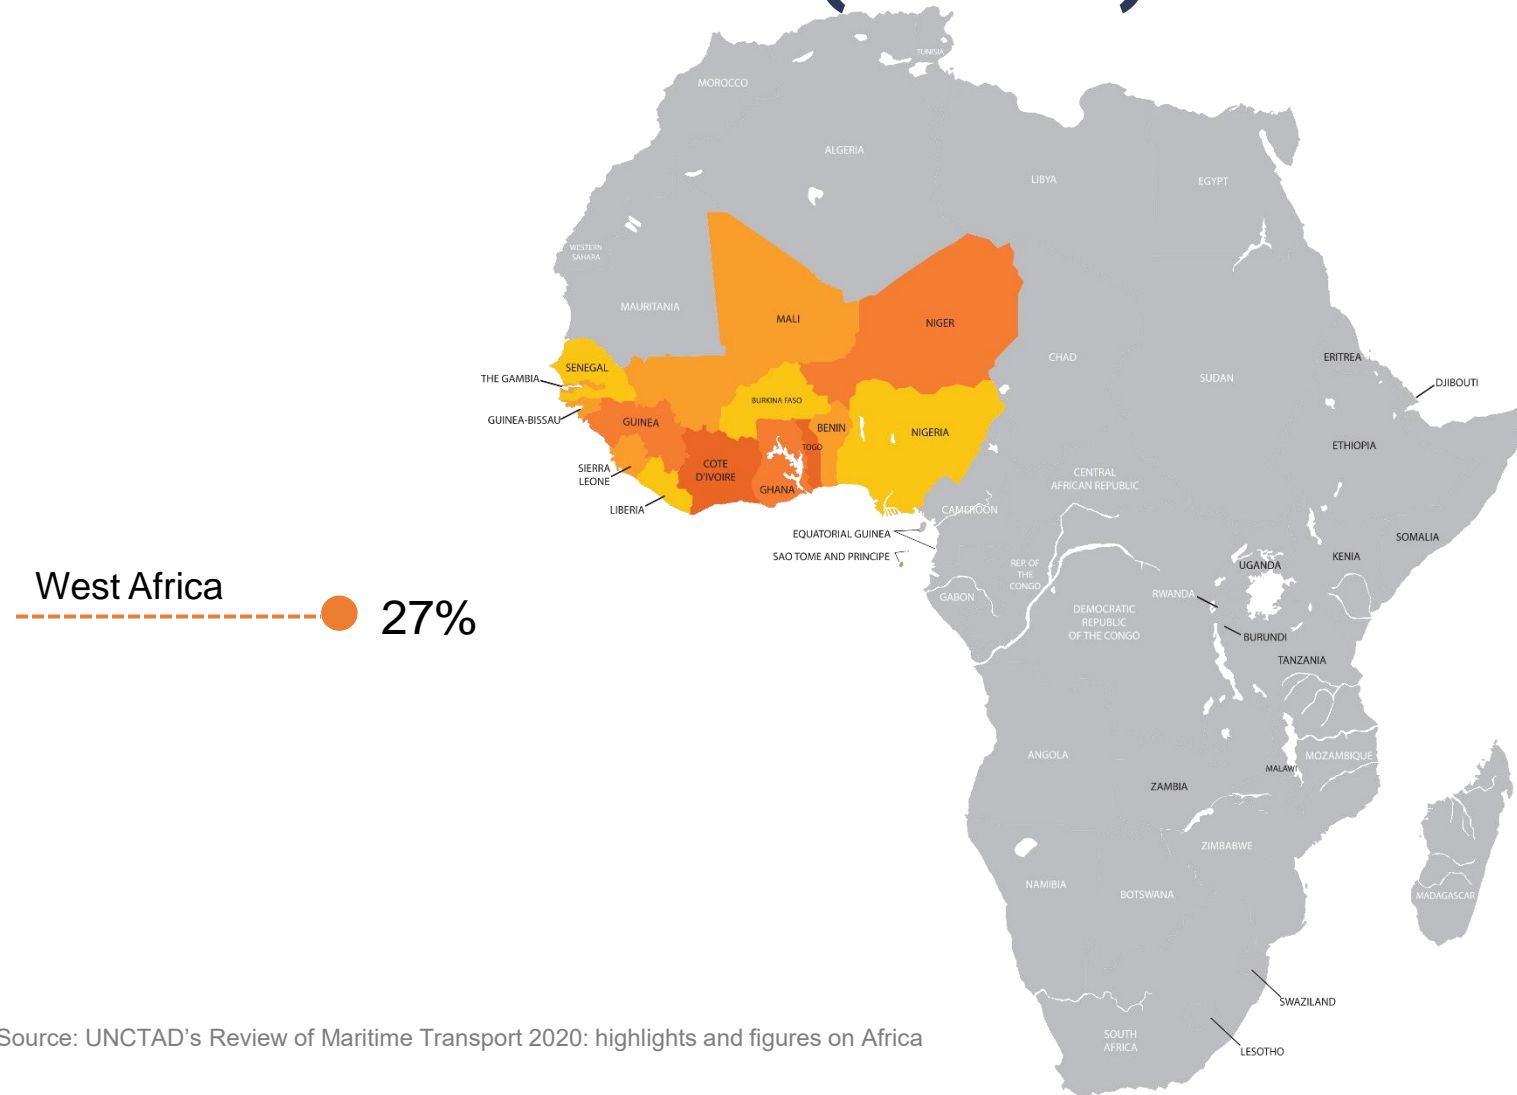 TUNISIA
MOROCCO
ALGERIA
LIBYA
EGYPT
WESTERN
SAHARA
MAURITANIA
MALI
NIGER
CHAD
SUDAN
ERITREA
DJIBOUTI
SENEGAL
THE GAMBIA
GUINEA-BISSAU
GUINEA
BURKINA FASO
BENIN
TOGO
NIGERIA
ETHIOPIA
SIERRA
LEONE
COTE
D'IVOIRE
GHANA
LIBERIA
CENTRAL
AFRICAN REPUBLIC
CAMEROON
EQUATORIAL GUINEA
SAO TOME AND PRINCIPE
SOMALIA
KENIA
UGANDA
REP. OF
THE
CONGO
GABON
RWANDA
DEMOCRATIC
REPUBLIC
OF THE CONGO
BURUNDI
TANZANIA
West Africa
27%
ANGOLA
ZAMBIA
MALAWI
MOZAMBIQUE
ZIMBABWE
NAMIBIA
BOTSWANA
MADAGASCAR
SWAZILAND
SOUTH
AFRICA
LESOTHO
Source: UNCTAD's Review of Maritime Transport 2020: highlights and figures on Africa